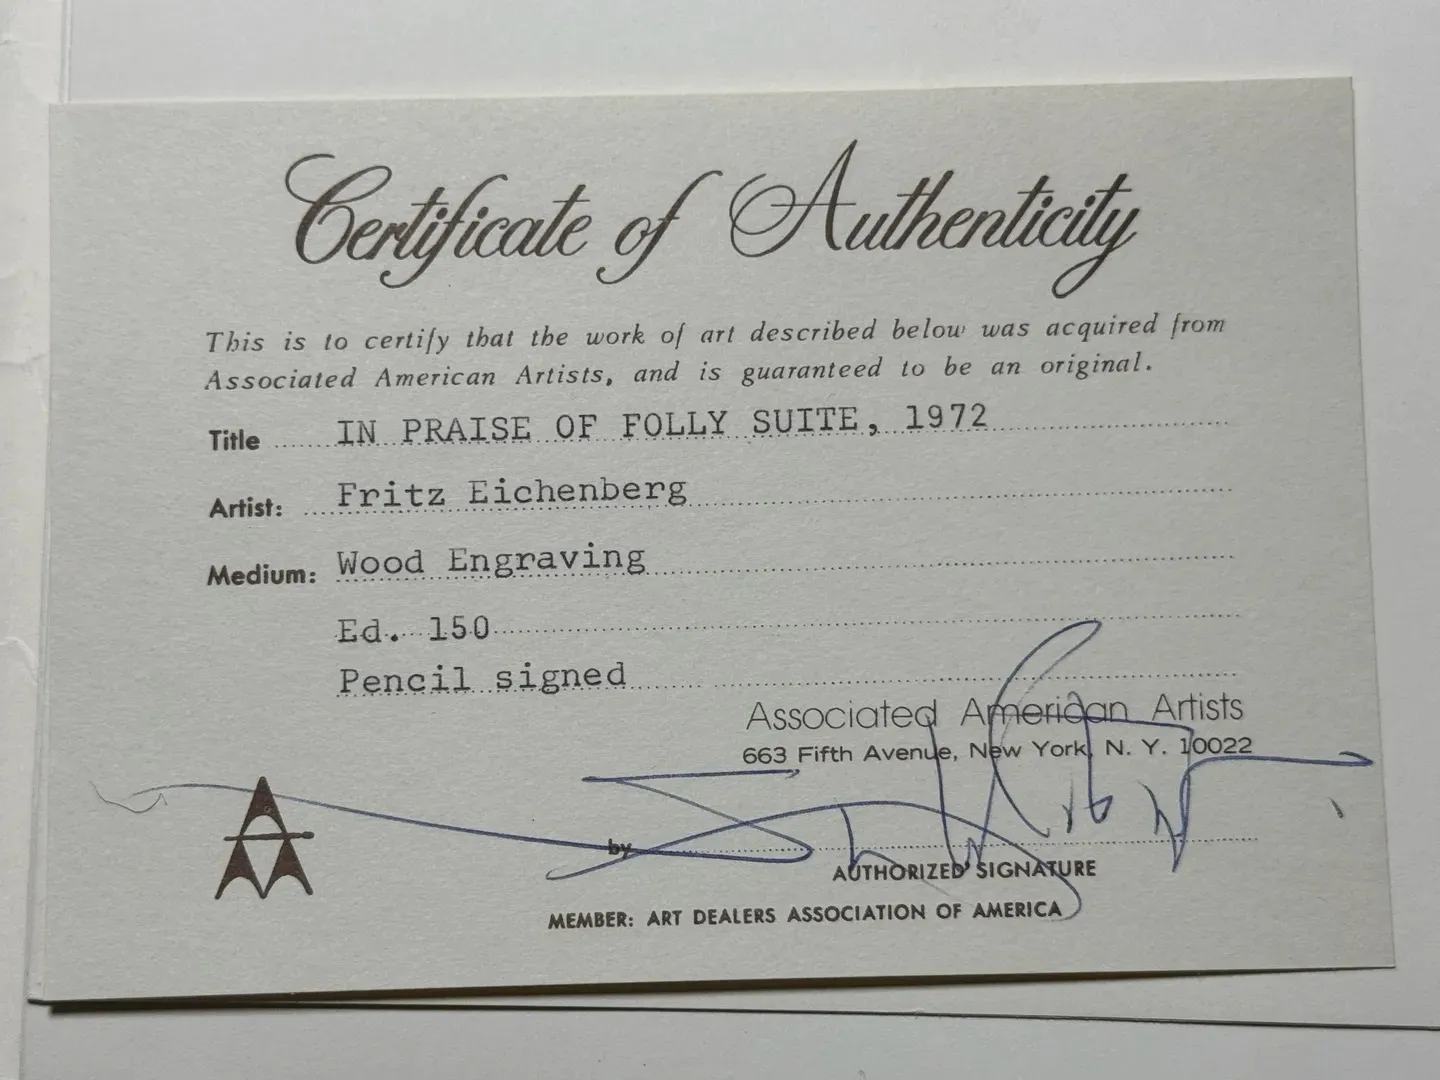 Certificate of Authenticity
This is to certify that the work of art described below was acquired from
Associated American Artists, and is guaranteed to be an original.
Title IN PRAISE OF FOLLY SUITE, 1972
Artist: Fritz Eichenberg
Medium: Wood Engraving
Ed. 150
Pencil signed
Associated American Artists
663 Fifth Avenue, New York, N. Y. 10022
by
AUTHORIZED SIGNATURE
MEMBER: ART DEALERS ASSOCIATION OF AMERICA